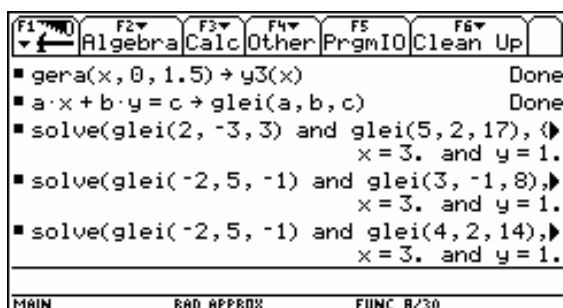 F1 F2 F3 F4 F5 F6
Algebra Calc Other PrgmIO Clean Up
▪ gera(x,0,1.5)→y3(x) Done
▪ a·x+b·y=c→glei(a,b,c) Done
▪ solve(glei(2,⁻3,3) and glei(5,2,17),{▶
x=3. and y=1.
▪ solve(glei(⁻2,5,⁻1) and glei(3,⁻1,8),▶
x=3. and y=1.
▪ solve(glei(⁻2,5,⁻1) and glei(4,2,14),▶
x=3. and y=1.
MAIN RAD APPROX FUNC 8/30